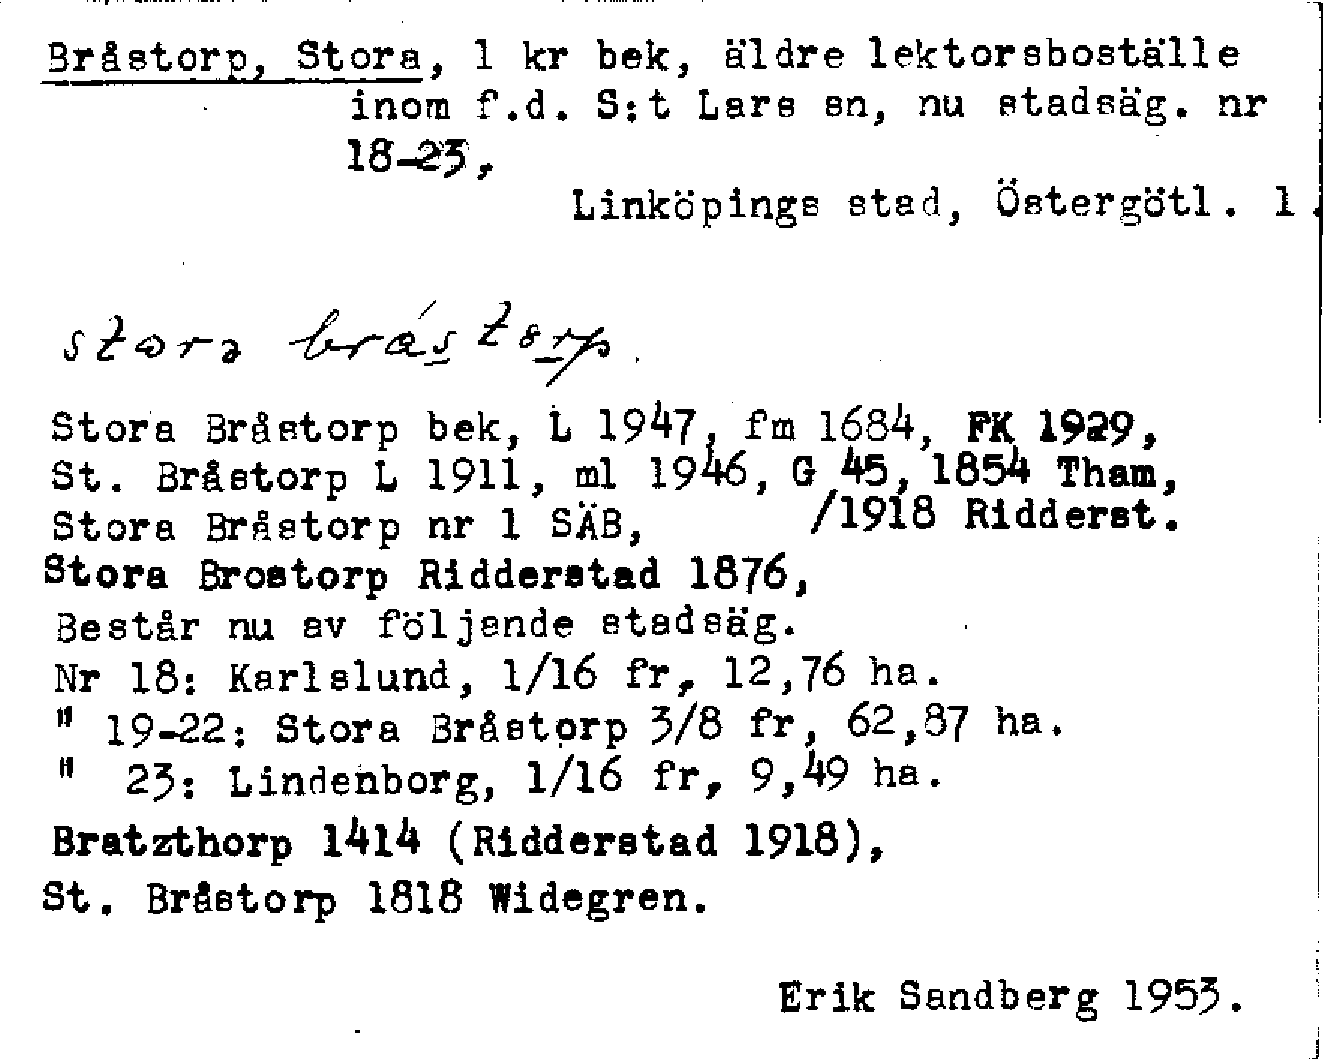 Bråstorp, Stora, 1 kr bek, äldre lektorsboställe
inom f.d. S:t Lars sn, nu stadsäg. nr
18-23,
Linköpings stad, Östergötl. l.
stora brástorp.
Stora Bråstorp bek, L 1947, fm 1684, FK 1929,
St. Bråstorp L 1911, ml 1946, G 45, 1854 Tham,
Stora Bråstorp nr 1 SÄB, /1918 Ridderst.
Stora Brostorp Ridderstad 1876,
Består nu av följande stadsäg.
Nr 18: Karlslund, 1/16 fr, 12,76 ha.
" 19-22: Stora Bråstorp 3/8 fr, 62,87 ha.
" 23: Lindenborg, 1/16 fr, 9,49 ha.
Bratzthorp 1414 (Ridderstad 1918),
St. Bråstorp 1818 Widegren.
Erik Sandberg 1953.